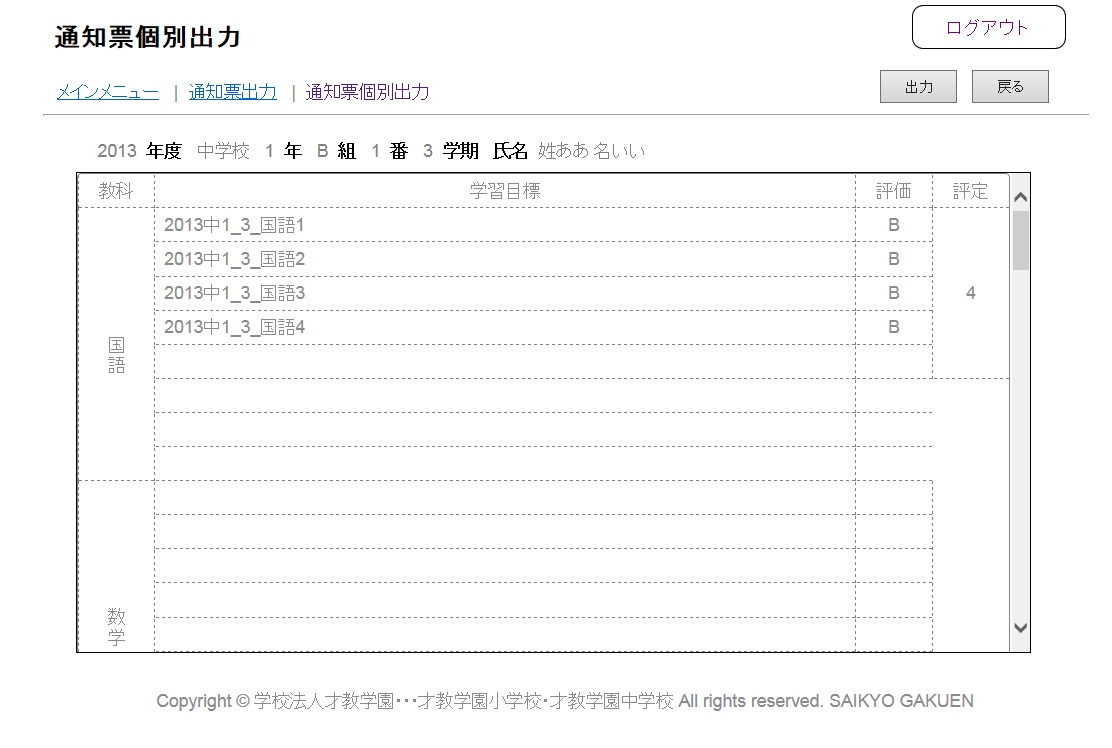 通知票個別出力
ログアウト
メインメニュー | 通知票出力 | 通知票個別出力
出力 戻る
2013 年度 中学校 1 年 B 組 1 番 3 学期 氏名 姓ああ 名いい
教科 学習目標 評価 評定
2013中1_3_国語1 B
2013中1_3_国語2 B
2013中1_3_国語3 B 4
2013中1_3_国語4 B
国語
数学
Copyright © 学校法人才教学園・・・才教学園小学校・才教学園中学校 All rights reserved. SAIKYO GAKUEN